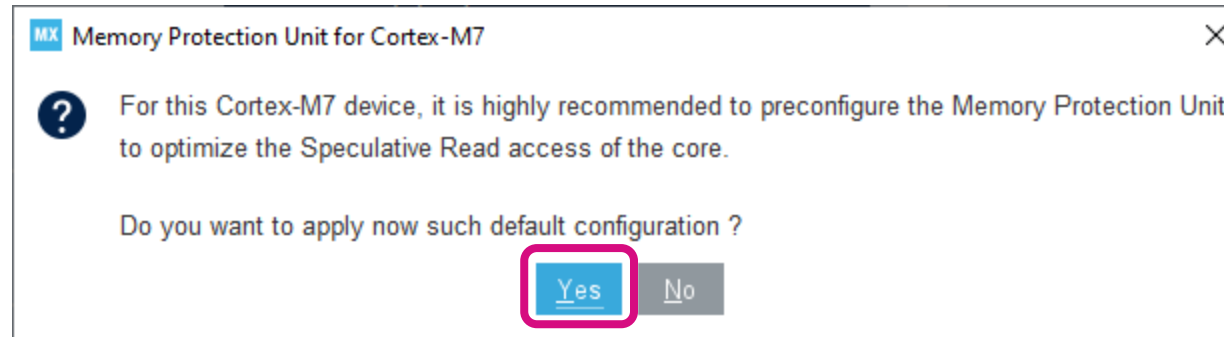 MX Memory Protection Unit for Cortex-M7
? For this Cortex-M7 device, it is highly recommended to preconfigure the Memory Protection Unit
to optimize the Speculative Read access of the core.
Do you want to apply now such default configuration ?
Yes No